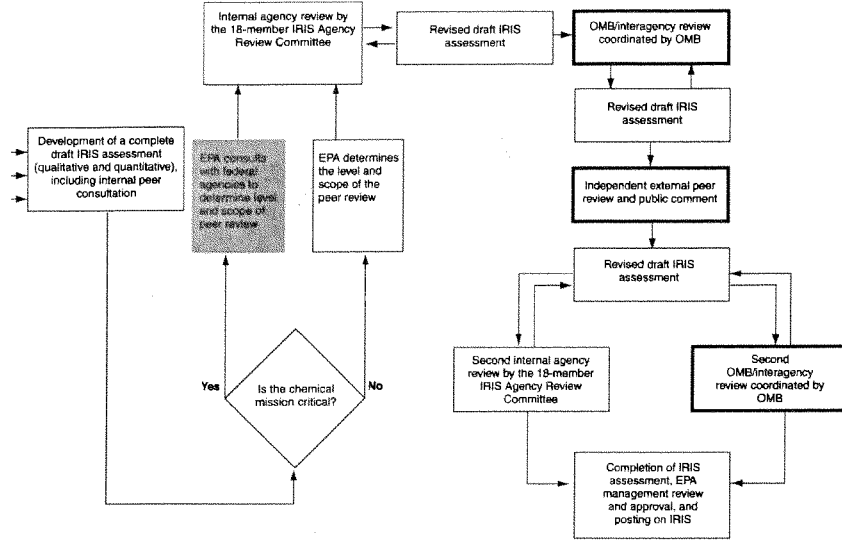 Internal agency review by
the 18-member IRIS Agency
Review Committee
Revised draft IRIS
assessment
OMB/interagency review
coordinated by OMB
Revised draft IRIS
assessment
Development of a complete
draft IRIS assessment
(qualitative and quantitative),
including internal peer
consultation
EPA consults
with federal
agencies to
determine level
and scope of
peer review
EPA determines
the level and
scope of the
peer review
Independent external peer
review and public comment
Revised draft IRIS
assessment
Yes
Is the chemical
mission critical?
No
Second internal agency
review by the 18-member
IRIS Agency Review
Committee
Second
OMB/interagency
review coordinated by
OMB
Completion of IRIS
assessment, EPA
management review
and approval, and
posting on IRIS